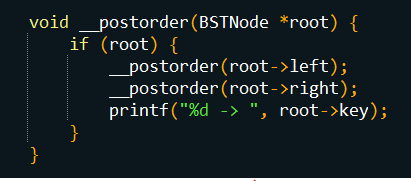 void __postorder(BSTNode *root) {
    if (root) {
        __postorder(root->left);
        __postorder(root->right);
        printf("%d -> ", root->key);
    }
}